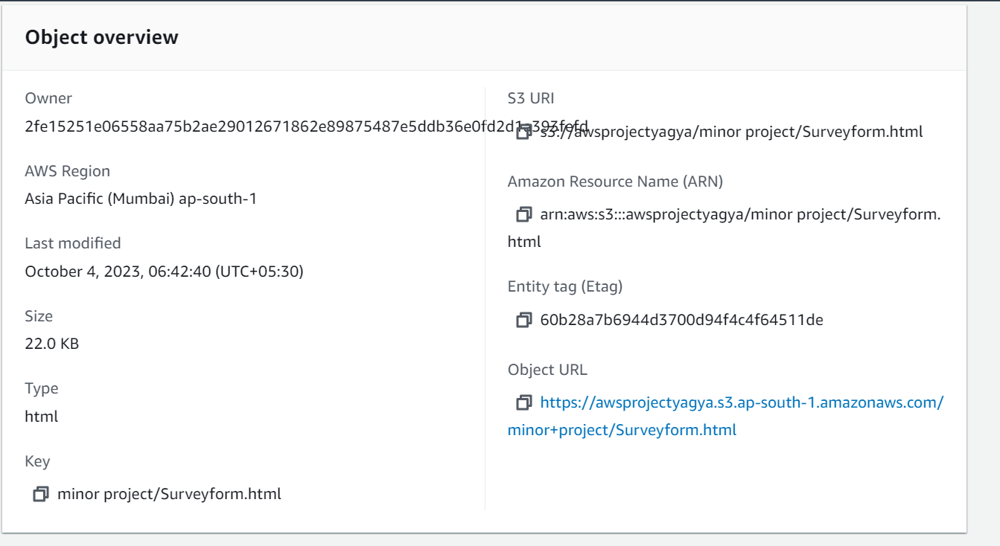 Object overview
Owner
2fe15251e06558aa75b2ae29012671862e89875487e5ddb36e0fd2d1a393fefd
AWS Region
Asia Pacific (Mumbai) ap-south-1
Last modified
October 4, 2023, 06:42:40 (UTC+05:30)
Size
22.0 KB
Type
html
Key
minor project/Surveyform.html
S3 URI
s3://awsprojectyagya/minor project/Surveyform.html
Amazon Resource Name (ARN)
arn:aws:s3:::awsprojectyagya/minor project/Surveyform.
html
Entity tag (Etag)
60b28a7b6944d3700d94f4c4f64511de
Object URL
https://awsprojectyagya.s3.ap-south-1.amazonaws.com/
minor+project/Surveyform.html